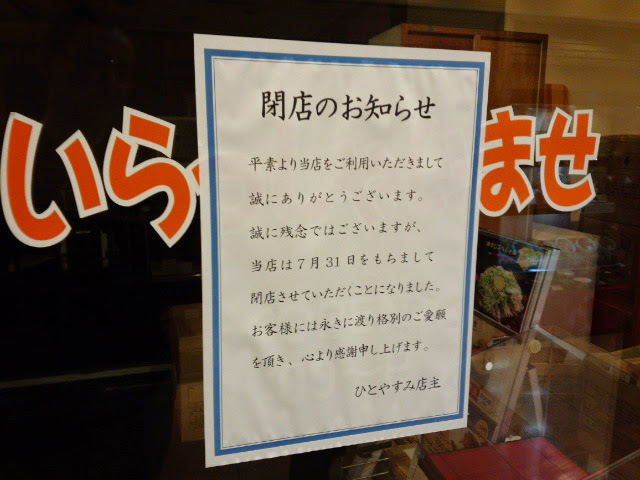 閉店のお知らせ
平素より当店をご利用いただきまして
誠にありがとうございます。
誠に残念ではございますが、
当店は7月31日をもちまして
閉店させていただくことになりました。
お客様には永きに渡り格別のご愛願
を頂き、心より感謝申し上げます。
ひとやすみ店主
いら
ませ